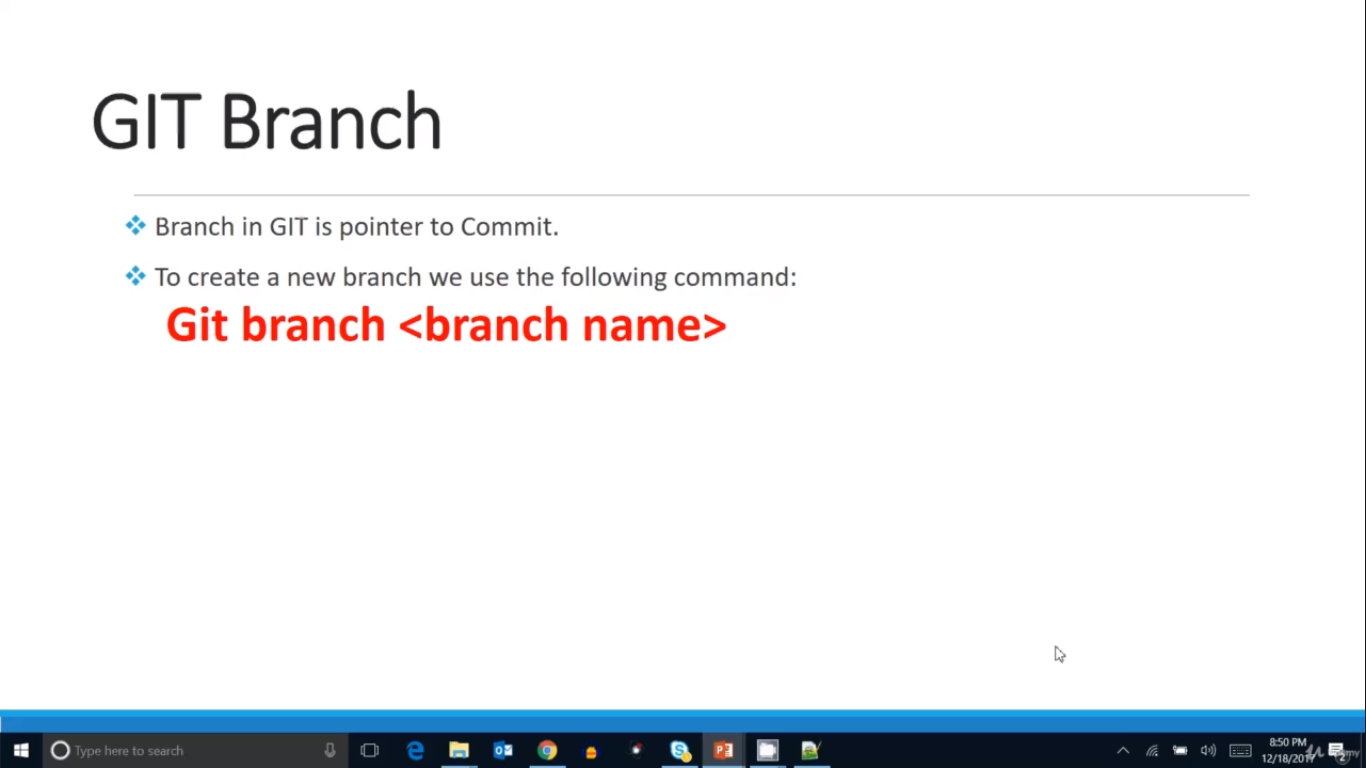 GIT Branch
Branch in GIT is pointer to Commit.
To create a new branch we use the following command:
Git branch <branch name>
Type here to search
8:50 PM